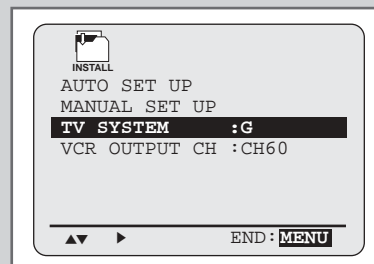 INSTALL
AUTO SET UP
MANUAL SET UP
TV SYSTEM :G
VCR OUTPUT CH :CH60
▲▼ ▶ END:MENU